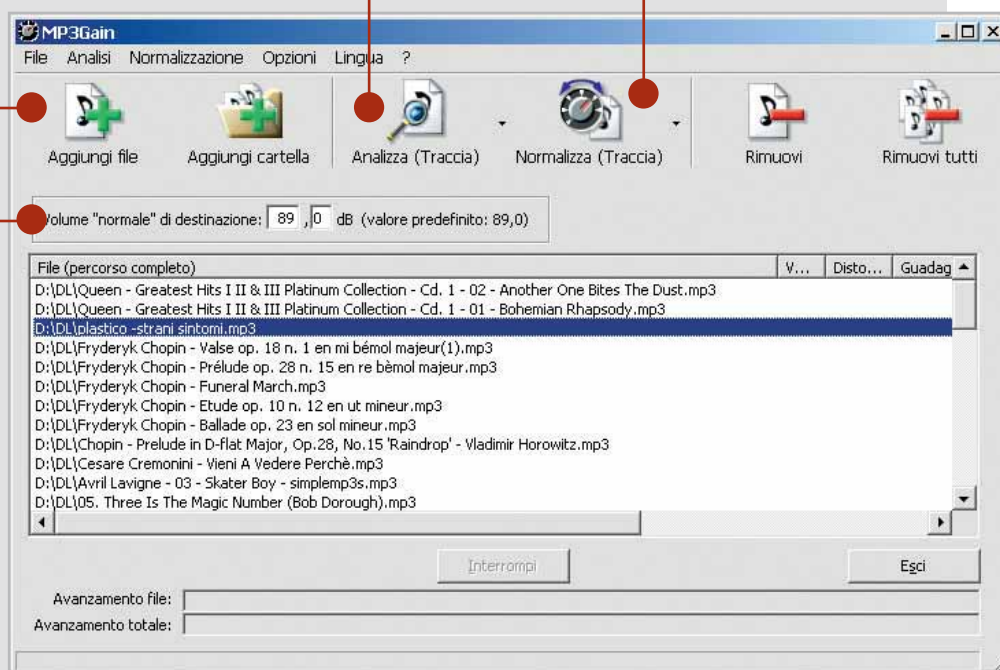 MP3Gain
File Analisi Normalizzazione Opzioni Lingua ?
Aggiungi file Aggiungi cartella Analizza (Traccia) Normalizza (Traccia) Rimuovi Rimuovi tutti
Volume "normale" di destinazione: 89 ,0 dB (valore predefinito: 89,0)
File (percorso completo) V... Disto... Guadag
D:\DL\Queen - Greatest Hits I II & III Platinum Collection - Cd. 1 - 02 - Another One Bites The Dust.mp3
D:\DL\Queen - Greatest Hits I II & III Platinum Collection - Cd. 1 - 01 - Bohemian Rhapsody.mp3
D:\DL\plastico -strani sintomi.mp3
D:\DL\Fryderyk Chopin - Valse op. 18 n. 1 en mi bémol majeur(1).mp3
D:\DL\Fryderyk Chopin - Prélude op. 28 n. 15 en re bèmol majeur.mp3
D:\DL\Fryderyk Chopin - Funeral March.mp3
D:\DL\Fryderyk Chopin - Etude op. 10 n. 12 en ut mineur.mp3
D:\DL\Fryderyk Chopin - Ballade op. 23 en sol mineur.mp3
D:\DL\Chopin - Prelude in D-flat Major, Op.28, No.15 'Raindrop' - Vladimir Horowitz.mp3
D:\DL\Cesare Cremonini - Vieni A Vedere Perchè.mp3
D:\DL\Avril Lavigne - 03 - Skater Boy - simplemp3s.mp3
D:\DL\05. Three Is The Magic Number (Bob Dorough).mp3
Interrompi Esci
Avanzamento file:
Avanzamento totale: